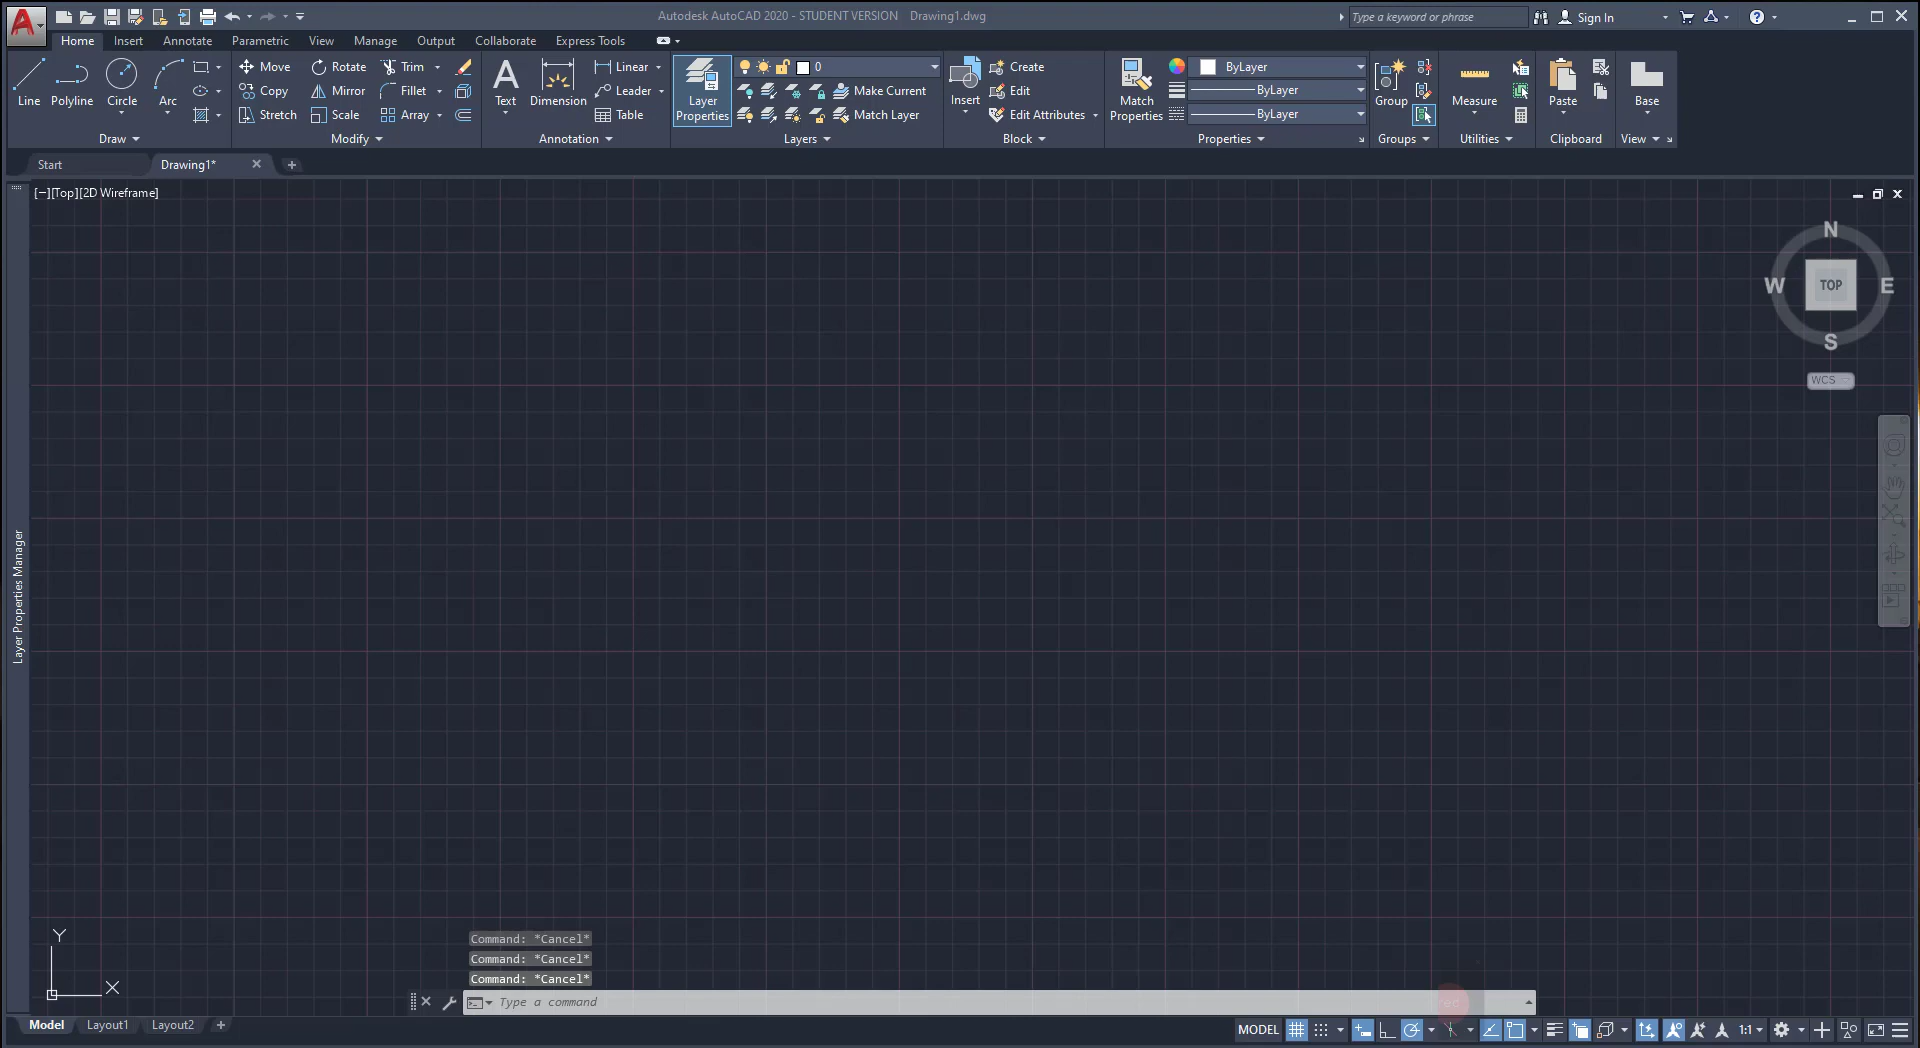 Autodesk AutoCAD 2020 - STUDENT VERSION Drawing1.dwg
Type a keyword or phrase
Sign In
Home Insert Annotate Parametric View Manage Output Collaborate Express Tools
Line Polyline Circle Arc
Draw
Move Rotate Trim
Copy Mirror Fillet
Stretch Scale Array
Modify
Text Dimension
Linear
Leader
Table
Annotation
Layer Properties
0
Make Current
Match Layer
Layers
Insert
Create
Edit
Edit Attributes
Block
Match Properties
ByLayer
ByLayer
ByLayer
Properties
Group
Groups
Measure
Utilities
Paste
Clipboard
Base
View
Start Drawing1*
[−][Top][2D Wireframe]
N
W TOP E
S
WCS
Layer Properties Manager
Y
X
Command: *Cancel*
Command: *Cancel*
Command: *Cancel*
Type a command
Model Layout1 Layout2
MODEL
1:1